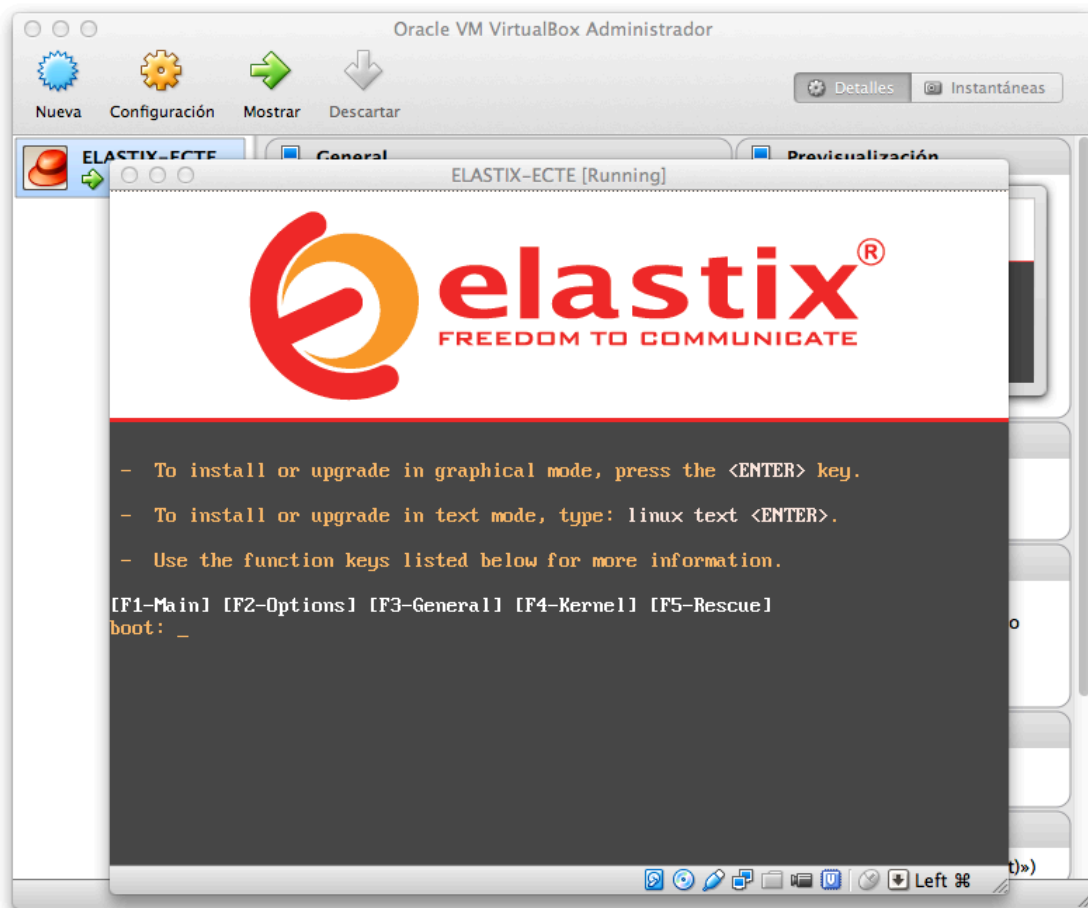 Oracle VM VirtualBox Administrador
Nueva Configuración Mostrar Descartar
Detalles Instantáneas
ELASTIX-ECTE
General
Previsualización
ELASTIX-ECTE [Running]
elastix®
FREEDOM TO COMMUNICATE
- To install or upgrade in graphical mode, press the <ENTER> key.
- To install or upgrade in text mode, type: linux text <ENTER>.
- Use the function keys listed below for more information.
[F1-Main] [F2-Options] [F3-General] [F4-Kernel] [F5-Rescue]
boot: _
o
t)»)
Left ⌘